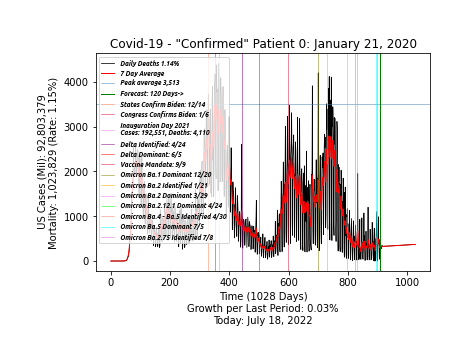 Covid-19 - "Confirmed" Patient 0: January 21, 2020
US Cases (Mil): 92,803,379
Mortality: 1,023,829 (Rate: 1.15%)
4000
3000
2000
1000
0
Daily Deaths 1.14%
7 Day Average
Peak average 3,513
Forecast: 120 Days->
States Confirm Biden: 12/14
Congress Confirms Biden: 1/6
Inauguration Day 2021
Cases: 192,551, Deaths: 4,110
Delta Identified: 4/24
Delta Dominant: 6/5
Vaccine Mandate: 9/9
Omicron Ba.1 Dominant 12/20
Omicron Ba.2 Identified 1/21
Omicron Ba.2 Dominant 3/29
Omicron Ba.2.12.1 Dominant 4/24
Omicron Ba.4 - Ba.5 Identified 4/30
Omicron Ba.5 Dominant 7/5
Omicron Ba.2.75 Identified 7/8
0 200 400 600 800 1000
Time (1028 Days)
Growth per Last Period: 0.03%
Today: July 18, 2022